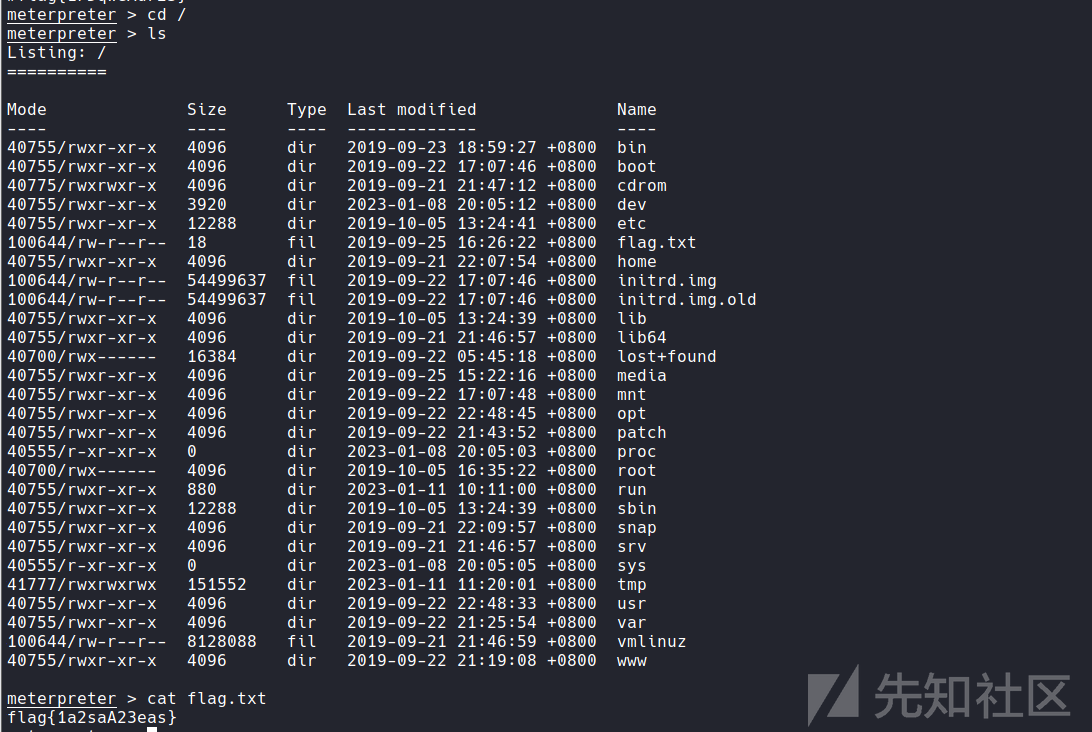 meterpreter > cd /
meterpreter > ls
Listing: /
==========
Mode Size Type Last modified Name
---- ---- ---- ------------- ----
40755/rwxr-xr-x 4096 dir 2019-09-23 18:59:27 +0800 bin
40755/rwxr-xr-x 4096 dir 2019-09-22 17:07:46 +0800 boot
40775/rwxrwxr-x 4096 dir 2019-09-21 21:47:12 +0800 cdrom
40755/rwxr-xr-x 3920 dir 2023-01-08 20:05:12 +0800 dev
40755/rwxr-xr-x 12288 dir 2019-10-05 13:24:41 +0800 etc
100644/rw-r--r-- 18 fil 2019-09-25 16:26:22 +0800 flag.txt
40755/rwxr-xr-x 4096 dir 2019-09-21 22:07:54 +0800 home
100644/rw-r--r-- 54499637 fil 2019-09-22 17:07:46 +0800 initrd.img
100644/rw-r--r-- 54499637 fil 2019-09-22 17:07:46 +0800 initrd.img.old
40755/rwxr-xr-x 4096 dir 2019-10-05 13:24:39 +0800 lib
40755/rwxr-xr-x 4096 dir 2019-09-21 21:46:57 +0800 lib64
40700/rwx------ 16384 dir 2019-09-22 05:45:18 +0800 lost+found
40755/rwxr-xr-x 4096 dir 2019-09-25 15:22:16 +0800 media
40755/rwxr-xr-x 4096 dir 2019-09-22 17:07:48 +0800 mnt
40755/rwxr-xr-x 4096 dir 2019-09-22 22:48:45 +0800 opt
40755/rwxr-xr-x 4096 dir 2019-09-22 21:43:52 +0800 patch
40555/r-xr-xr-x 0 dir 2023-01-08 20:05:03 +0800 proc
40700/rwx------ 4096 dir 2019-10-05 16:35:22 +0800 root
40755/rwxr-xr-x 880 dir 2023-01-11 10:11:00 +0800 run
40755/rwxr-xr-x 12288 dir 2019-10-05 13:24:39 +0800 sbin
40755/rwxr-xr-x 4096 dir 2019-09-21 22:09:57 +0800 snap
40755/rwxr-xr-x 4096 dir 2019-09-21 21:46:57 +0800 srv
40555/r-xr-xr-x 0 dir 2023-01-08 20:05:05 +0800 sys
41777/rwxrwxrwx 151552 dir 2023-01-11 11:20:01 +0800 tmp
40755/rwxr-xr-x 4096 dir 2019-09-22 22:48:33 +0800 usr
40755/rwxr-xr-x 4096 dir 2019-09-22 21:25:54 +0800 var
100644/rw-r--r-- 8128088 fil 2019-09-21 21:46:59 +0800 vmlinuz
40755/rwxr-xr-x 4096 dir 2019-09-22 21:19:08 +0800 www
meterpreter > cat flag.txt
flag{1a2saA23eas}
先知社区